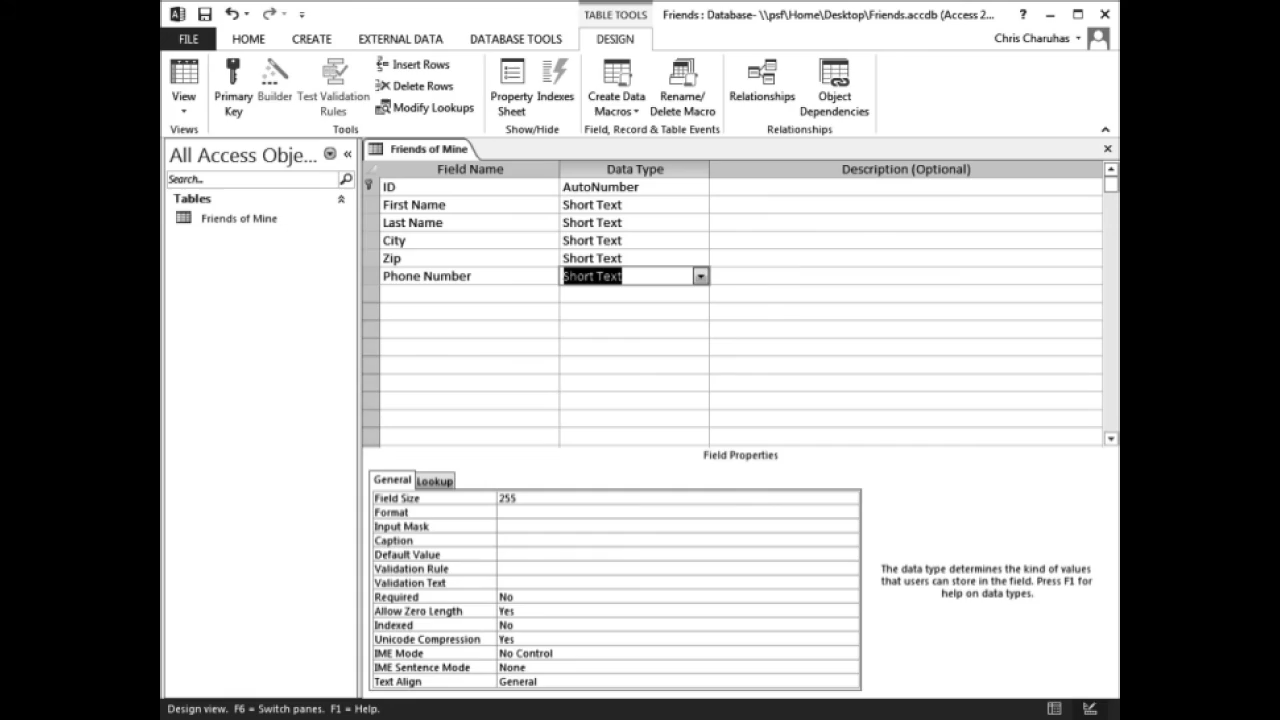 TABLE TOOLS
Friends : Database- \\psf\Home\Desktop\Friends.accdb (Access 2...
?
FILE
HOME
CREATE
EXTERNAL DATA
DATABASE TOOLS
DESIGN
Chris Charuhas
View
Primary Key
Builder
Test Validation Rules
Insert Rows
Delete Rows
Modify Lookups
Property Sheet
Indexes
Create Data Macros
Rename/ Delete Macro
Relationships
Object Dependencies
Views
Tools
Show/Hide
Field, Record & Table Events
Relationships
All Access Obje...
Search...
Tables
Friends of Mine
Friends of Mine
Field Name Data Type Description (Optional)
ID AutoNumber
First Name Short Text
Last Name Short Text
City Short Text
Zip Short Text
Phone Number Short Text
Field Properties
General Lookup
Field Size 255
Format
Input Mask
Caption
Default Value
Validation Rule
Validation Text
Required No
Allow Zero Length Yes
Indexed No
Unicode Compression Yes
IME Mode No Control
IME Sentence Mode None
Text Align General
The data type determines the kind of values
that users can store in the field. Press F1 for
help on data types.
Design view. F6 = Switch panes. F1 = Help.